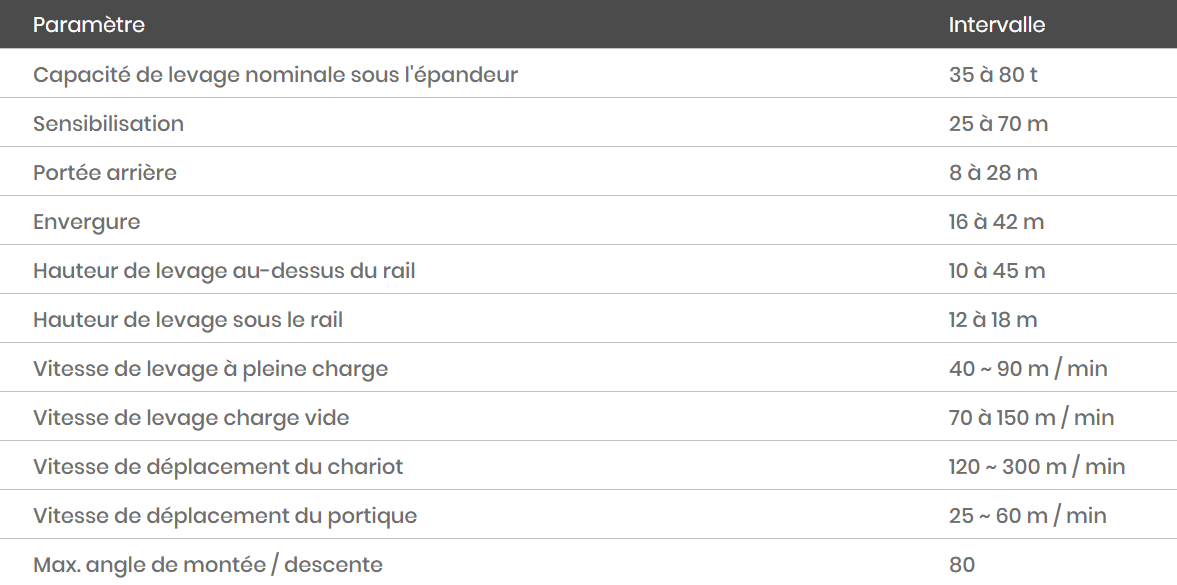 Paramètre Intervalle
Capacité de levage nominale sous l'épandeur 35 à 80 t
Sensibilisation 25 à 70 m
Portée arrière 8 à 28 m
Envergure 16 à 42 m
Hauteur de levage au-dessus du rail 10 à 45 m
Hauteur de levage sous le rail 12 à 18 m
Vitesse de levage à pleine charge 40 ~ 90 m / min
Vitesse de levage charge vide 70 à 150 m / min
Vitesse de déplacement du chariot 120 ~ 300 m / min
Vitesse de déplacement du portique 25 ~ 60 m / min
Max. angle de montée / descente 80